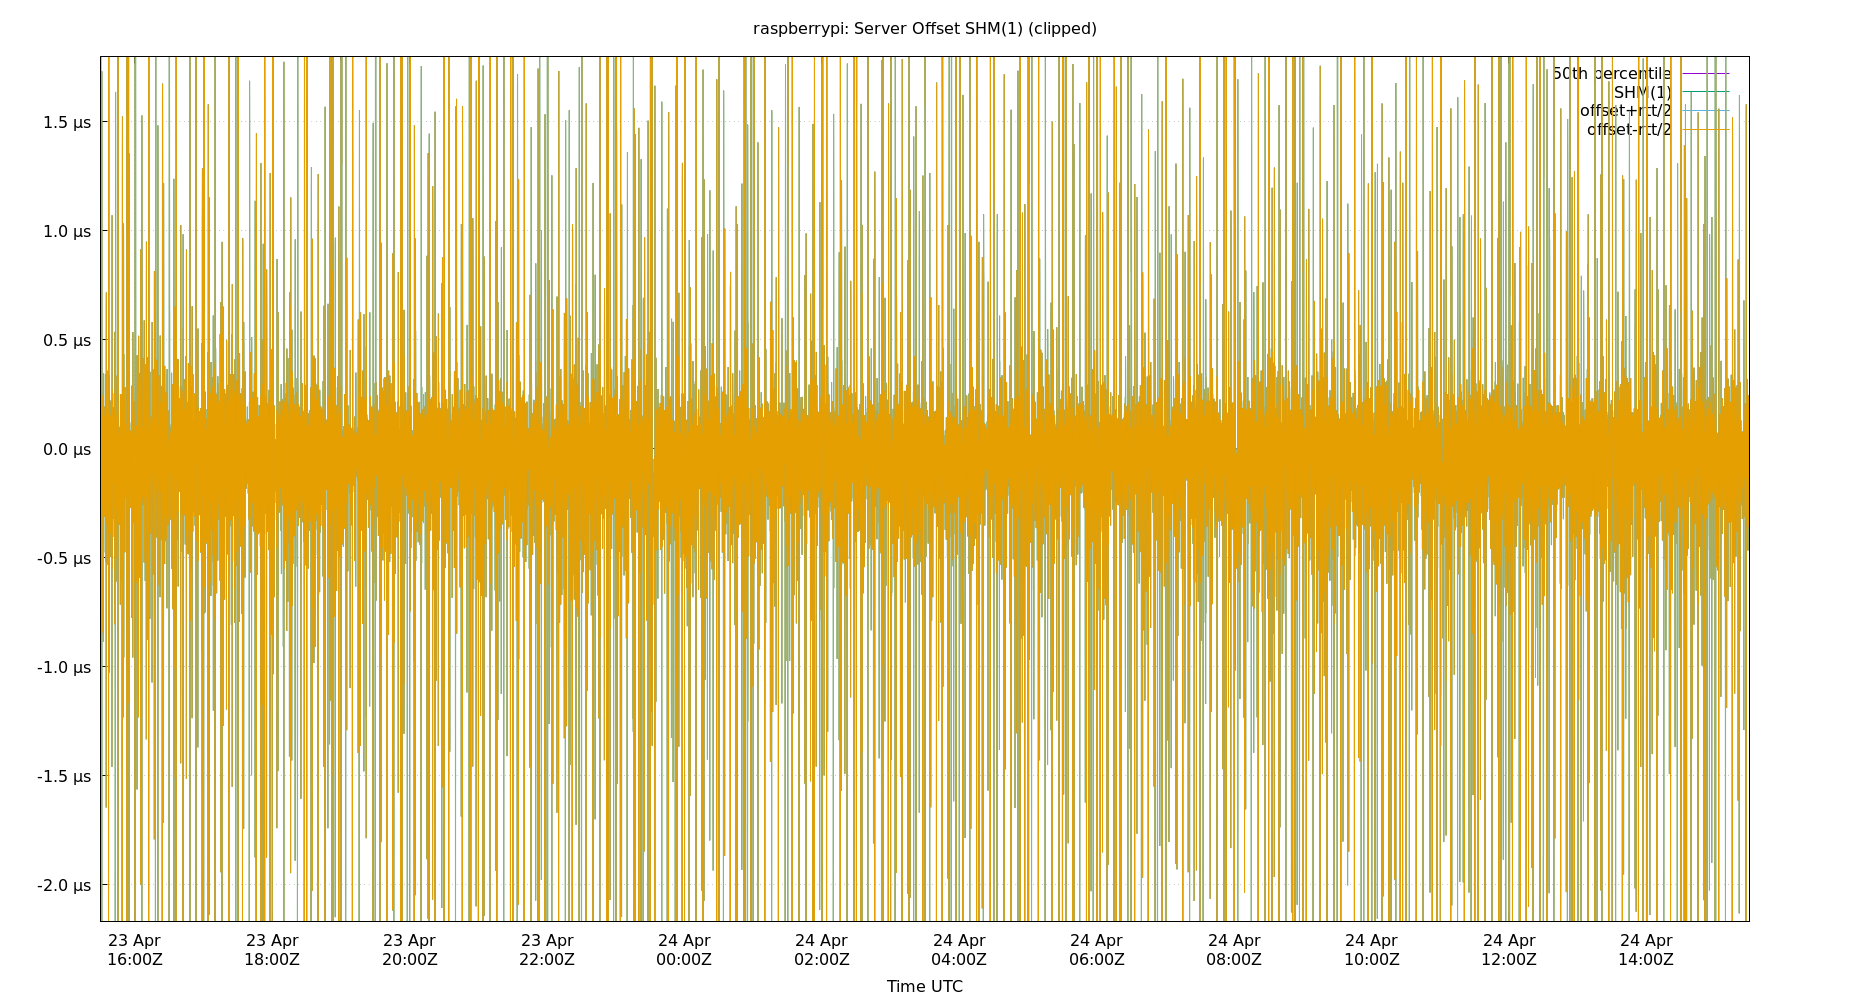 raspberrypi: Server Offset SHM(1) (clipped)
50th percentile
SHM(1)
offset+rtt/2
offset-rtt/2
1.5 µs
1.0 µs
0.5 µs
0.0 µs
-0.5 µs
-1.0 µs
-1.5 µs
-2.0 µs
23 Apr 23 Apr 23 Apr 23 Apr 24 Apr 24 Apr 24 Apr 24 Apr 24 Apr 24 Apr 24 Apr 24 Apr
16:00Z 18:00Z 20:00Z 22:00Z 00:00Z 02:00Z 04:00Z 06:00Z 08:00Z 10:00Z 12:00Z 14:00Z
Time UTC